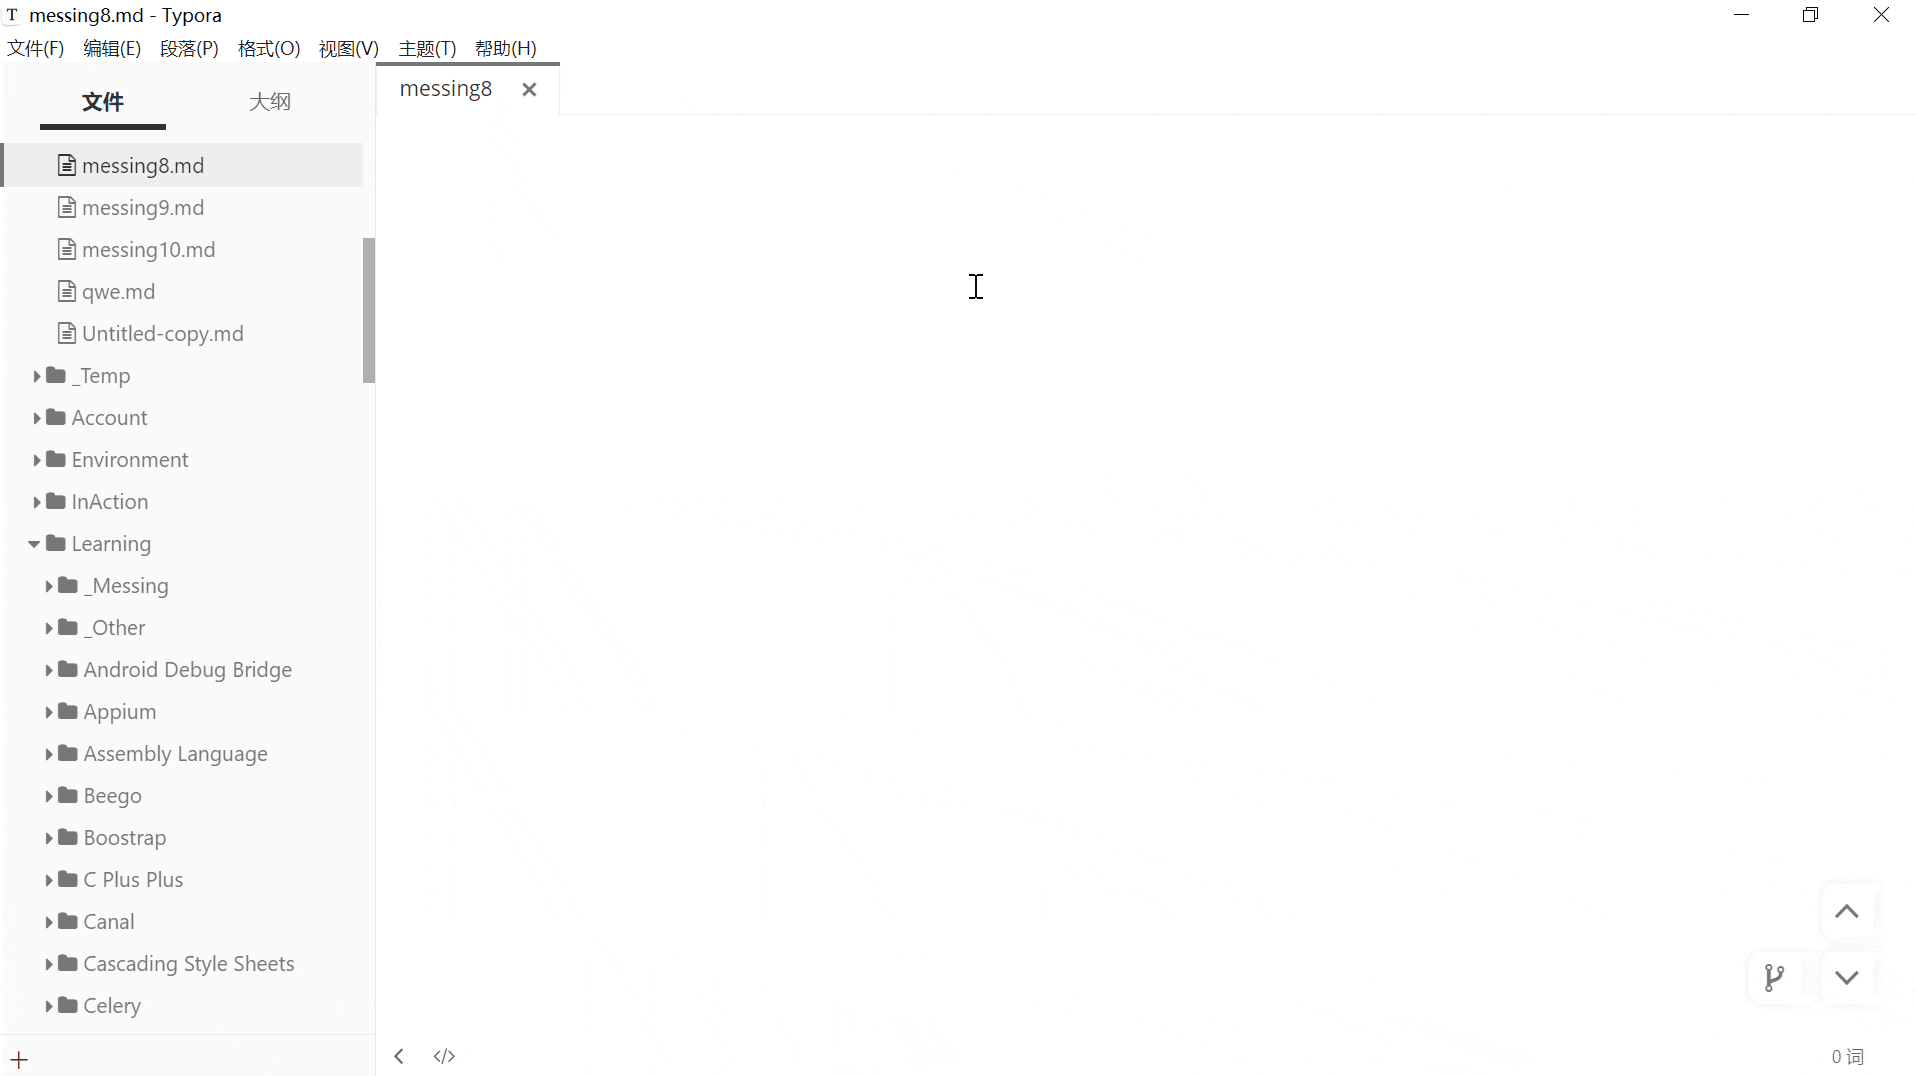 messing8.md - Typora
文件(F) 编辑(E) 段落(P) 格式(O) 视图(V) 主题(T) 帮助(H)
文件 大纲
messing8
messing8.md
messing9.md
messing10.md
qwe.md
Untitled-copy.md
_Temp
Account
Environment
InAction
Learning
_Messing
_Other
Android Debug Bridge
Appium
Assembly Language
Beego
Boostrap
C Plus Plus
Canal
Cascading Style Sheets
Celery
0 词